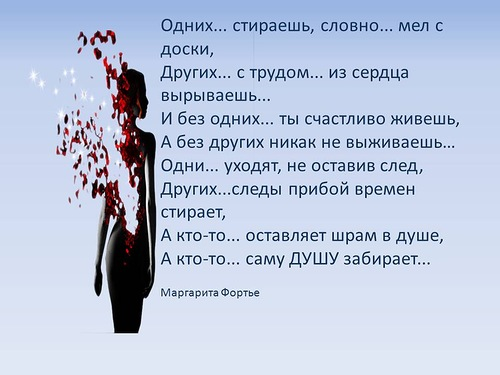 Одних... стираешь, словно... мел с
доски,
Других... с трудом... из сердца
вырываешь...
И без одних... ты счастливо живешь,
А без других никак не выживаешь...
Одни... уходят, не оставив след,
Других...следы прибой времен
стирает,
А кто-то... оставляет шрам в душе,
А кто-то... саму ДУШУ забирает...
Маргарита Фортье